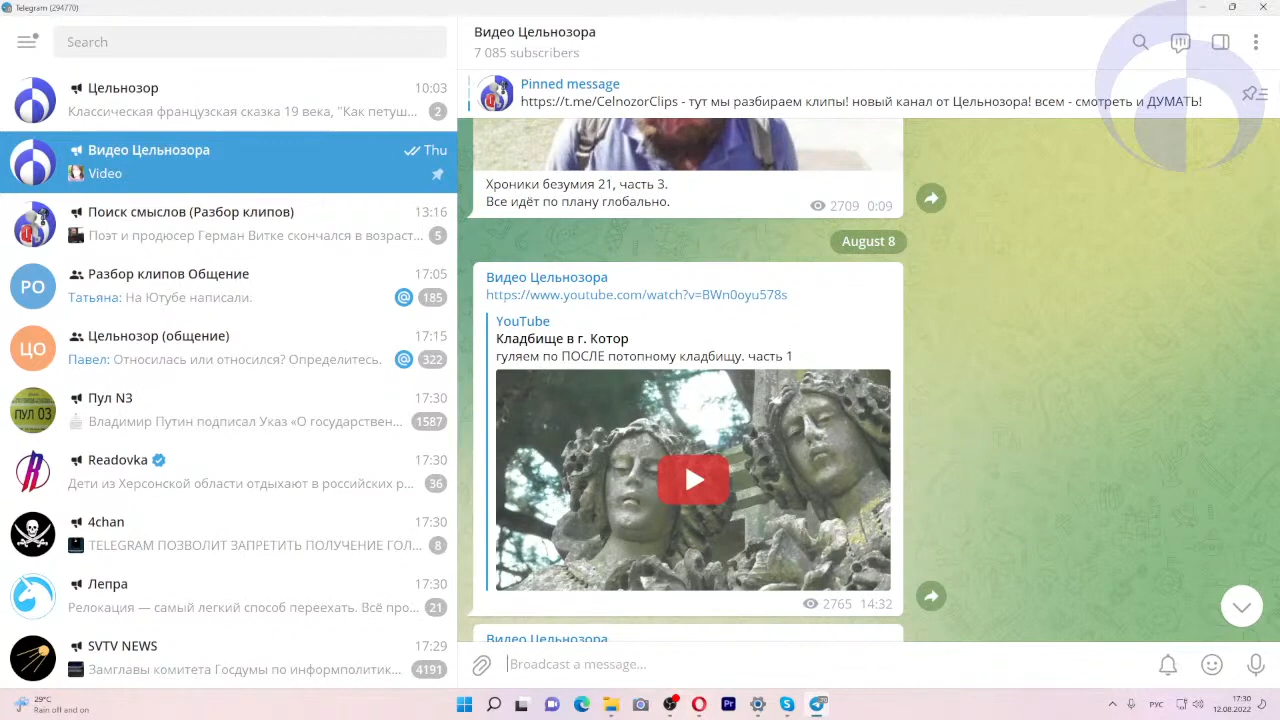 Telegram (294770)
Search
Цельнозор
10:03
Классическая французская сказка 19 века, "Как петуш...
2
Видео Цельнозора
Thu
Video
Поиск смыслов (Разбор клипов)
13:16
Поэт и продюсер Герман Витке скончался в возраст...
5
РО
Разбор клипов Общение
17:05
Татьяна: На Ютубе написали.
@
185
ЦО
Цельнозор (общение)
17:15
Павел: Относилась или относился? Определитесь.
@
322
ПУЛ 03
Пул N3
17:30
Владимир Путин подписал Указ «О государствен...
1587
Readovka
17:30
Дети из Херсонской области отдыхают в российских р...
36
4chan
17:30
TELEGRAM ПОЗВОЛИТ ЗАПРЕТИТЬ ПОЛУЧЕНИЕ ГОЛ...
8
Лепра
17:30
Релокация — самый легкий способ переехать. Всё про...
21
SVTV NEWS
17:29
Замглавы комитета Госдумы по информполитик...
4191
Видео Цельнозора
7 085 subscribers
Pinned message
https://t.me/CelnozorClips - тут мы разбираем клипы! новый канал от Цельнозора! всем - смотреть и ДУМАТЬ!
Хроники безумия 21, часть 3.
Все идёт по плану глобально.
2709 0:09
August 8
Видео Цельнозора
https://www.youtube.com/watch?v=BWn0oyu578s
YouTube
Кладбище в г. Котор
гуляем по ПОСЛЕ потопному кладбищу. часть 1
2765 14:32
Видео Цельнозора
Broadcast a message...
29°C
Rain off and on
Pr
РУС
17:30
12.08.2022